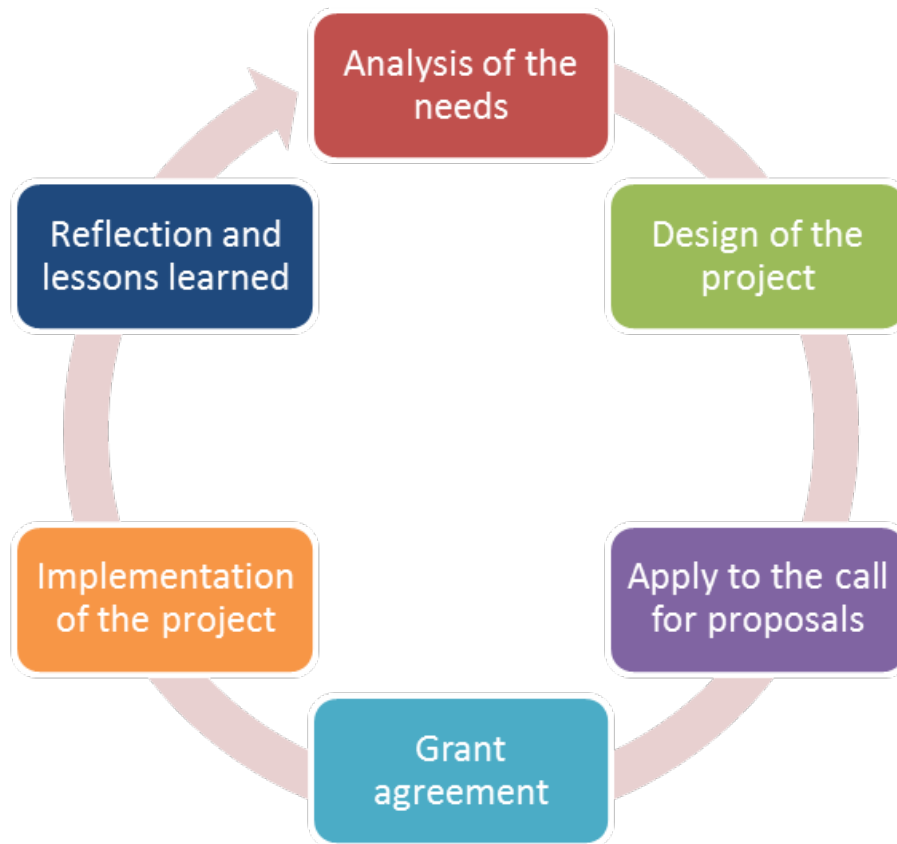 Analysis of the
needs
Design of the
project
Apply to the call
for proposals
Grant
agreement
Implementation
of the project
Reflection and
lessons learned